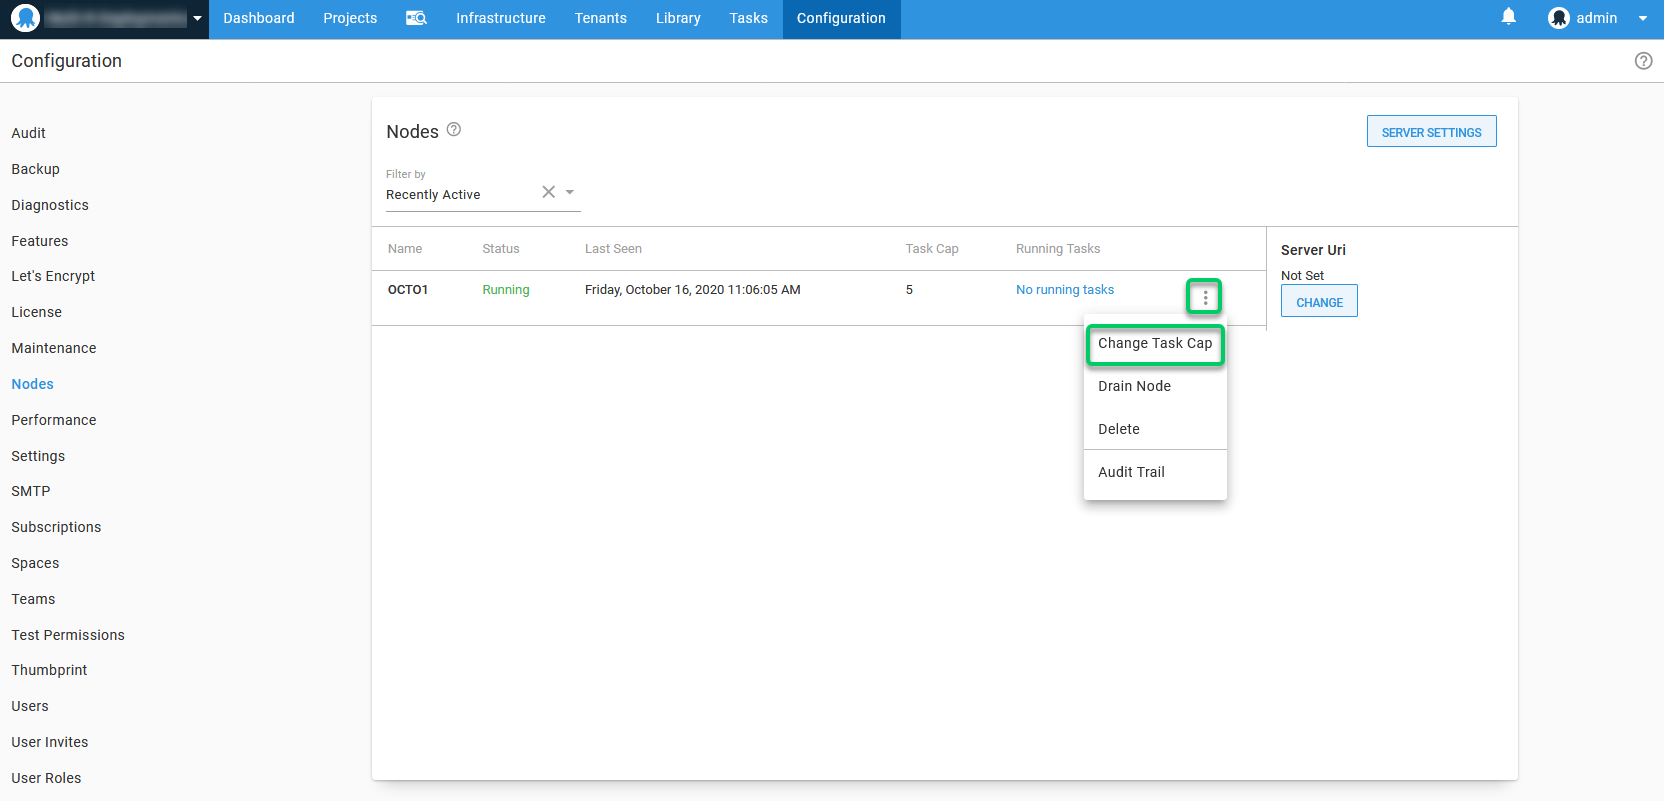 Dashboard Projects Infrastructure Tenants Library Tasks Configuration admin
Configuration
Audit
Backup
Diagnostics
Features
Let's Encrypt
License
Maintenance
Nodes
Performance
Settings
SMTP
Subscriptions
Spaces
Teams
Test Permissions
Thumbprint
Users
User Invites
User Roles
Nodes
SERVER SETTINGS
Filter by
Recently Active
Name Status Last Seen Task Cap Running Tasks
OCTO1 Running Friday, October 16, 2020 11:06:05 AM 5 No running tasks
Change Task Cap
Drain Node
Delete
Audit Trail
Server Uri
Not Set
CHANGE